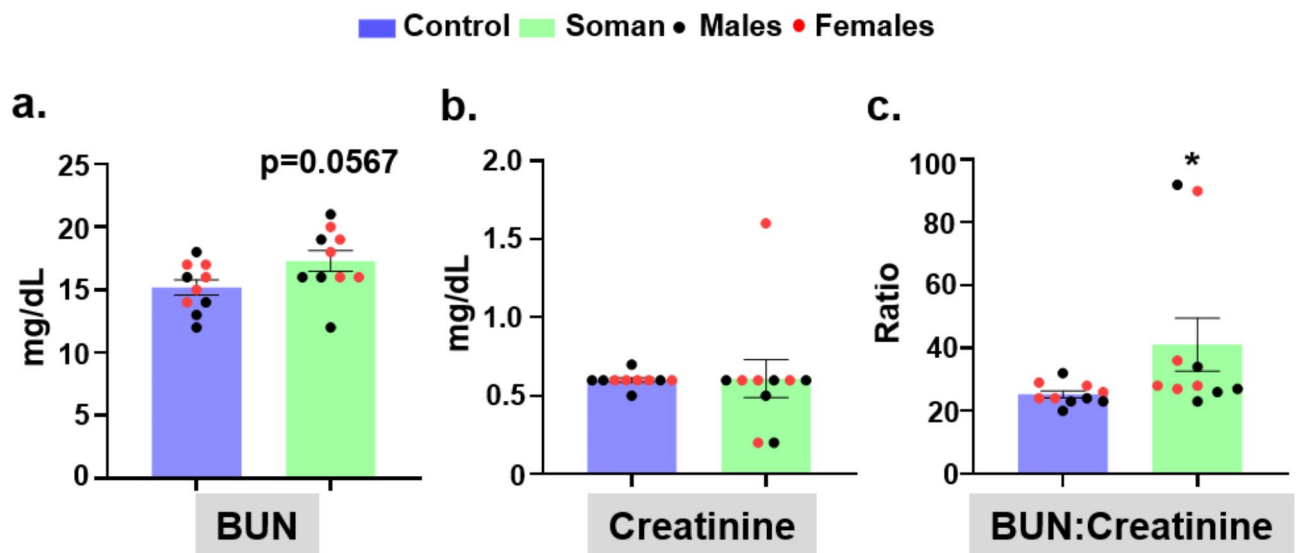 Control Soman Males Females
a.
p=0.0567
mg/dL
25
20
15
10
5
0
BUN
b.
mg/dL
2.0
1.5
1.0
0.5
0
Creatinine
c.
*
Ratio
100
80
60
40
20
0
BUN:Creatinine